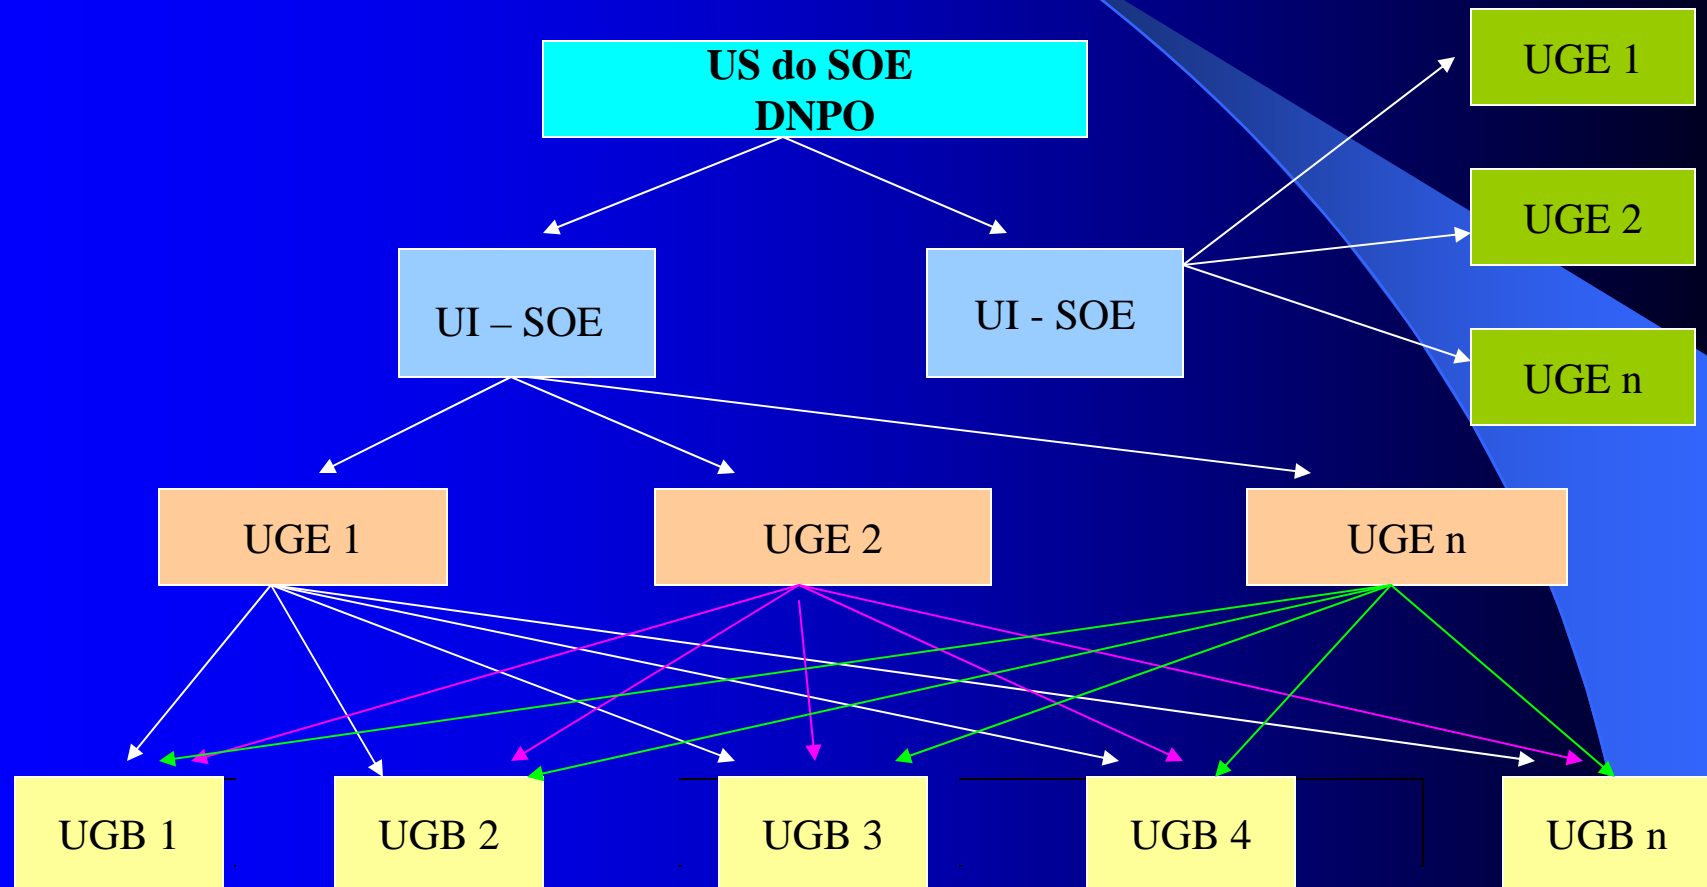 US do SOE
DNPO
UGE 1
UGE 2
UGE n
UI – SOE
UI - SOE
UGE 1
UGE 2
UGE n
UGB 1
UGB 2
UGB 3
UGB 4
UGB n